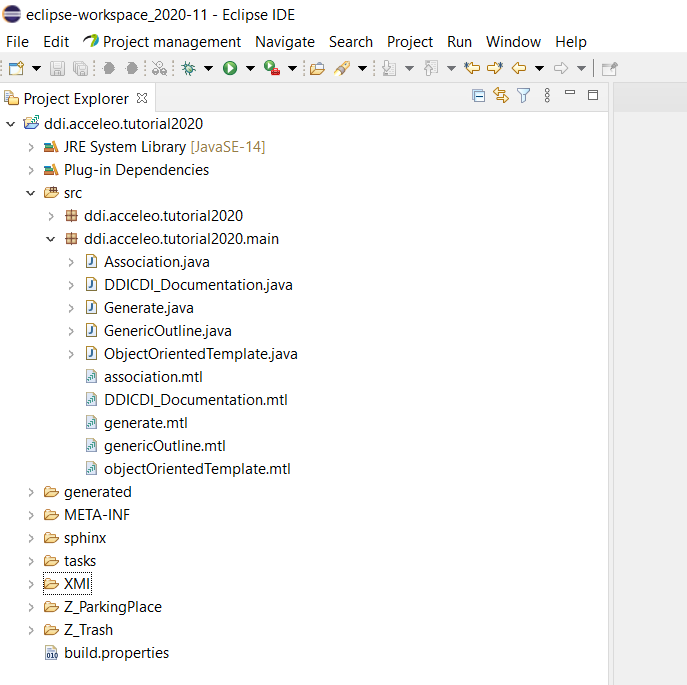 eclipse-workspace_2020-11 - Eclipse IDE
File Edit Project management Navigate Search Project Run Window Help
Project Explorer
ddi.acceleo.tutorial2020
JRE System Library [JavaSE-14]
Plug-in Dependencies
src
ddi.acceleo.tutorial2020
ddi.acceleo.tutorial2020.main
Association.java
DDICDI_Documentation.java
Generate.java
GenericOutline.java
ObjectOrientedTemplate.java
association.mtl
DDICDI_Documentation.mtl
generate.mtl
genericOutline.mtl
objectOrientedTemplate.mtl
generated
META-INF
sphinx
tasks
XMI
Z_ParkingPlace
Z_Trash
build.properties